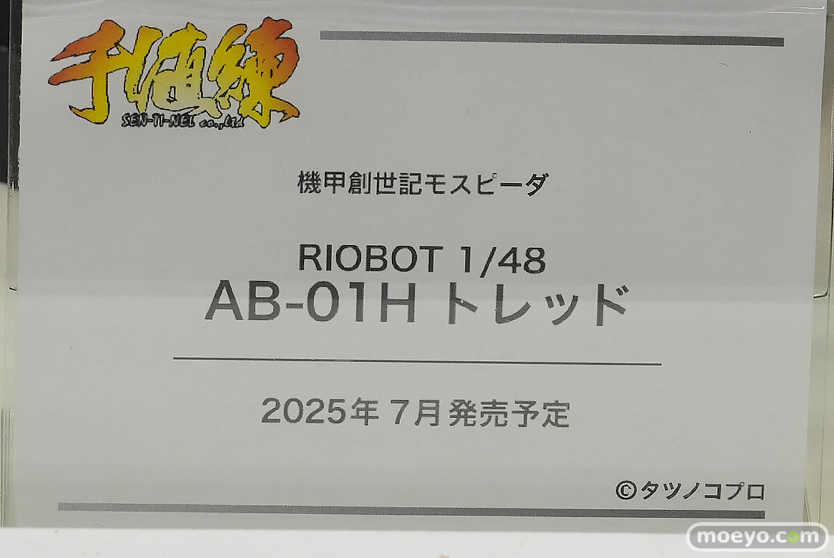 千値練
SEN-TI-NEL co.,Ltd
機甲創世記モスピーダ
RIOBOT 1/48
AB-01H トレッド
2025年 7月発売予定
©タツノコプロ
moeyo.com